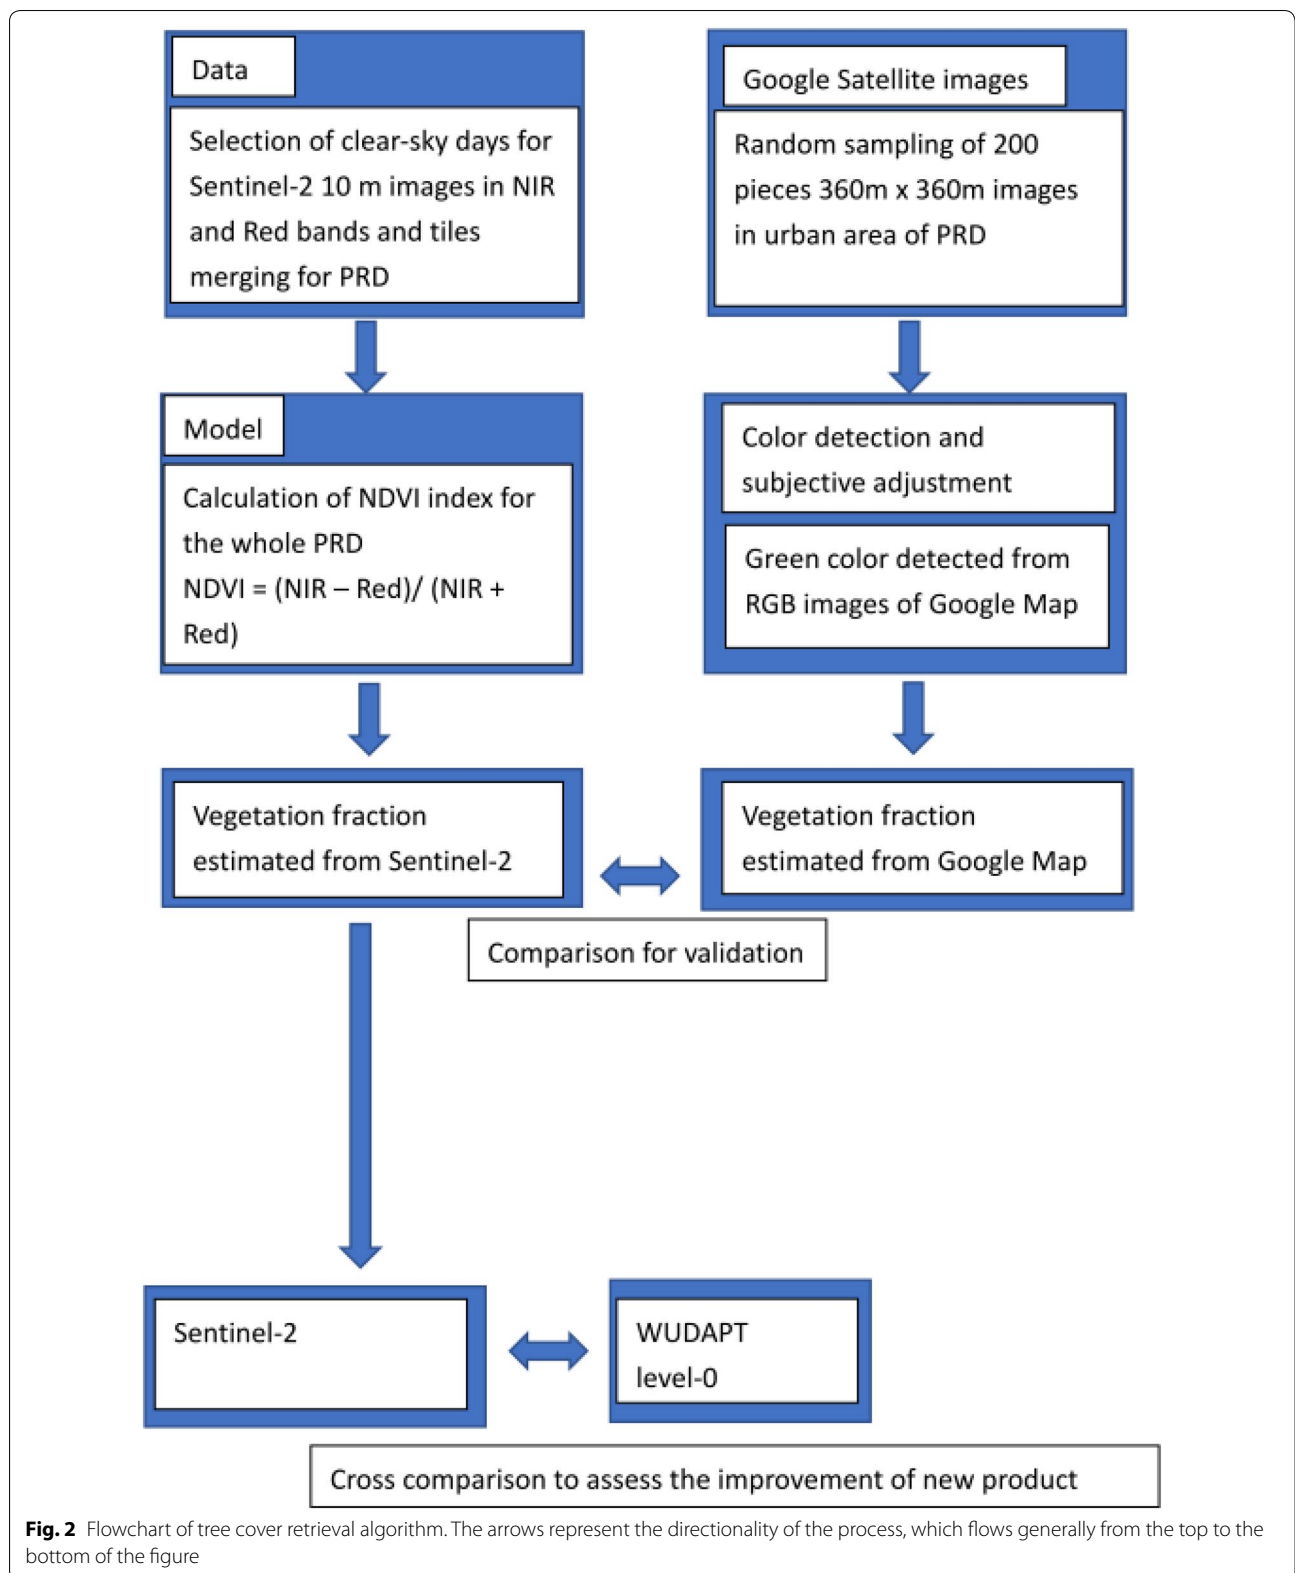 Data
Selection of clear-sky days for
Sentinel-2 10 m images in NIR
and Red bands and tiles
merging for PRD
Google Satellite images
Random sampling of 200
pieces 360m x 360m images
in urban area of PRD
Model
Calculation of NDVI index for
the whole PRD
NDVI = (NIR – Red)/ (NIR +
Red)
Color detection and
subjective adjustment
Green color detected from
RGB images of Google Map
Vegetation fraction
estimated from Sentinel-2
Vegetation fraction
estimated from Google Map
Comparison for validation
Sentinel-2
WUDAPT
level-0
Cross comparison to assess the improvement of new product
Fig. 2 Flowchart of tree cover retrieval algorithm. The arrows represent the directionality of the process, which flows generally from the top to the
bottom of the figure